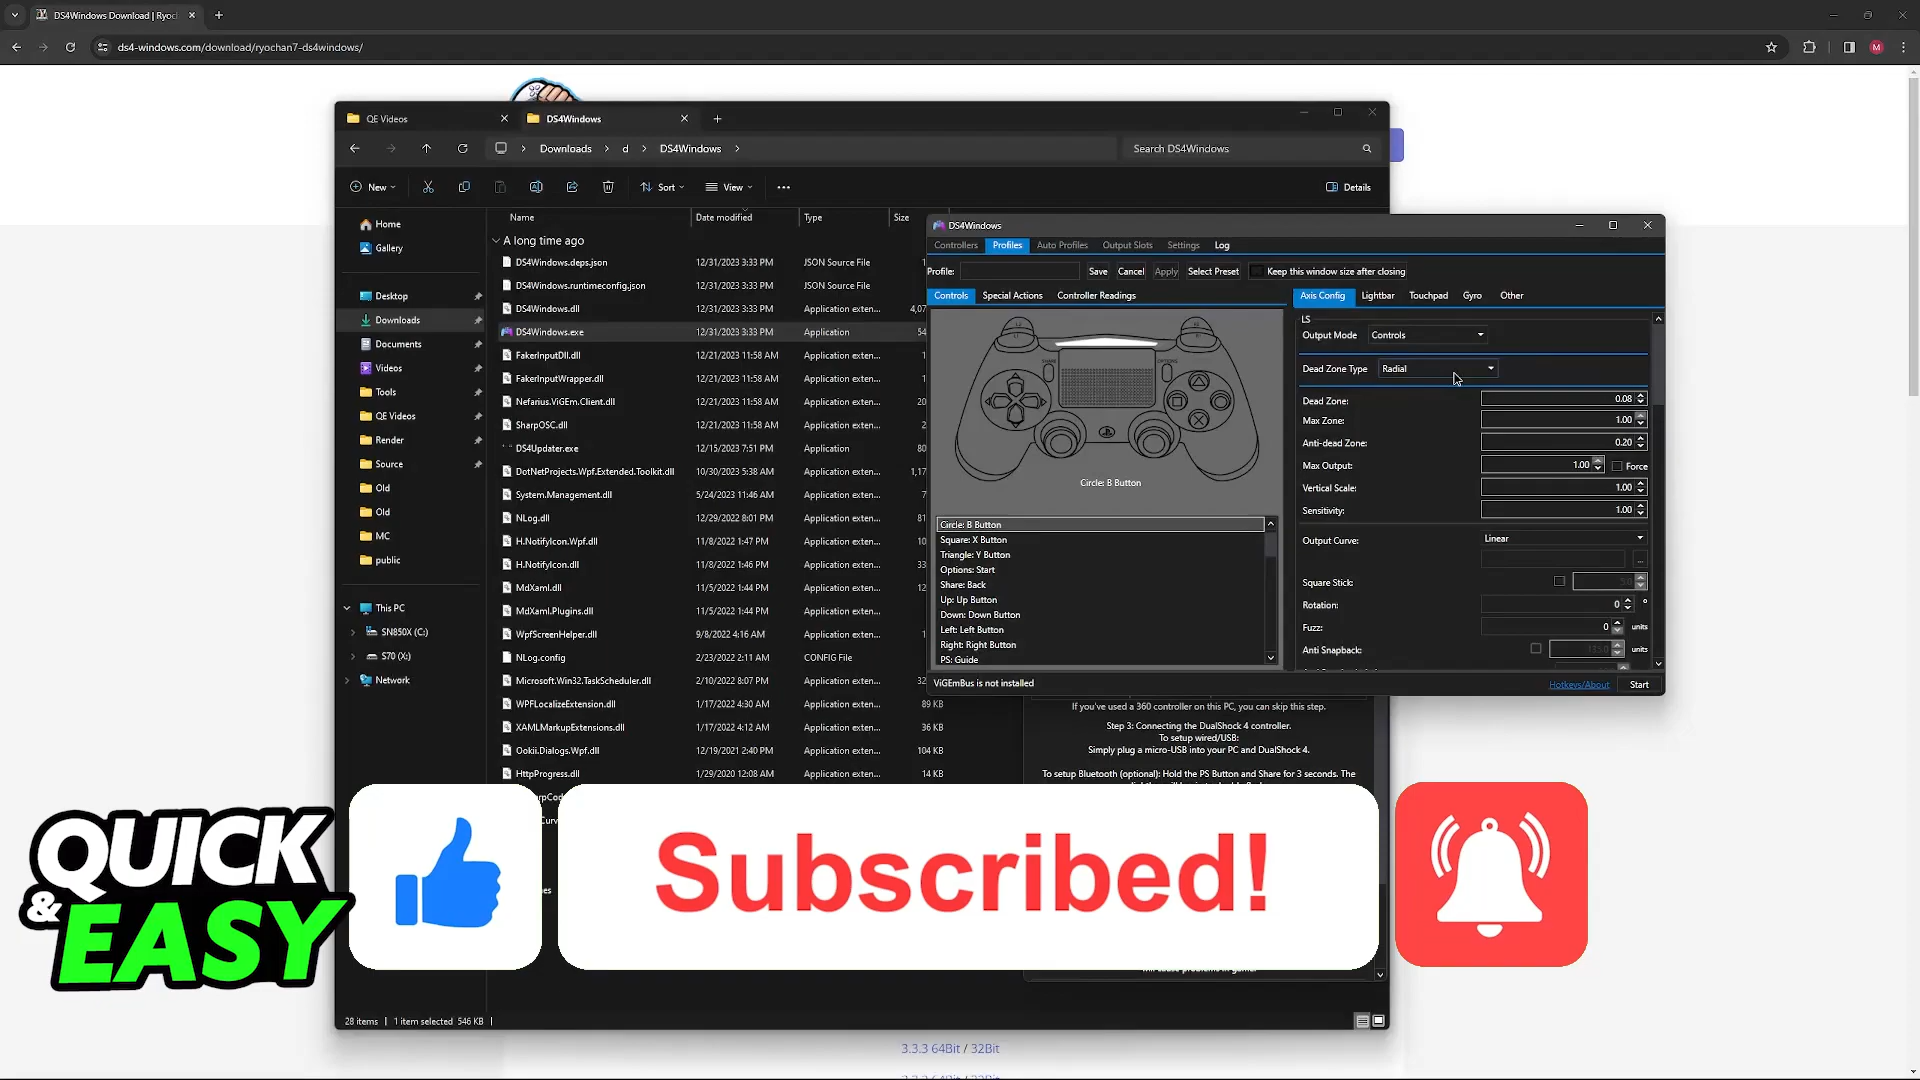 DS4Windows Download | Ryoc
ds4-windows.com/download/ryochan7-ds4windows/
M
QE Videos
DS4Windows
Downloads
d
DS4Windows
Search DS4Windows
New
Sort
View
Details
Name
Date modified
Type
Size
Home
Gallery
Desktop
Downloads
Documents
Videos
Tools
QE Videos
Render
Source
Old
Old
MC
public
This PC
SN850X (C:)
S70 (X:)
Network
A long time ago
DS4Windows.deps.json 12/31/2023 3:33 PM JSON Source File
DS4Windows.runtimeconfig.json 12/31/2023 3:33 PM JSON Source File
DS4Windows.dll 12/31/2023 3:33 PM Application exten... 4,07
DS4Windows.exe 12/31/2023 3:33 PM Application 54
FakerInputDll.dll 12/21/2023 11:58 AM Application exten...
FakerInputWrapper.dll 12/21/2023 11:58 AM Application exten...
Nefarius.ViGEm.Client.dll 12/21/2023 11:58 AM Application exten... 20
SharpOSC.dll 12/21/2023 11:58 AM Application exten...
DS4Updater.exe 12/15/2023 7:51 PM Application 80
DotNetProjects.Wpf.Extended.Toolkit.dll 10/30/2023 5:38 AM Application exten... 1,17
System.Management.dll 5/24/2023 11:46 AM Application exten... 7
NLog.dll 12/29/2022 8:01 PM Application exten... 81
H.NotifyIcon.Wpf.dll 11/8/2022 1:47 PM Application exten... 10
H.NotifyIcon.dll 11/8/2022 1:46 PM Application exten... 33
MdXaml.dll 11/5/2022 1:44 PM Application exten... 12
MdXaml.Plugins.dll 11/5/2022 1:44 PM Application exten...
WpfScreenHelper.dll 9/8/2022 4:16 AM Application exten...
NLog.config 2/23/2022 2:11 AM CONFIG File
Microsoft.Win32.TaskScheduler.dll 2/10/2022 8:07 PM Application exten... 32
WPFLocalizeExtension.dll 1/17/2022 4:30 AM Application exten... 89 KB
XAMLMarkupExtensions.dll 1/17/2022 4:12 AM Application exten... 36 KB
Ookii.Dialogs.Wpf.dll 12/19/2021 2:40 PM Application exten... 104 KB
HttpProgress.dll 1/29/2020 12:08 AM Application exten... 14 KB
28 items 1 item selected 546 KB
DS4Windows
Controllers Profiles Auto Profiles Output Slots Settings Log
Profile: Save Cancel Apply Select Preset Keep this window size after closing
Controls Special Actions Controller Readings
Axis Config Lightbar Touchpad Gyro Other
SHARE
OPTIONS
Circle: B Button
Circle: B Button
Square: X Button
Triangle: Y Button
Options: Start
Share: Back
Up: Up Button
Down: Down Button
Left: Left Button
Right: Right Button
PS: Guide
LS
Output Mode Controls
Dead Zone Type Radial
Dead Zone: 0.08
Max Zone: 1.00
Anti-dead Zone: 0.20
Max Output: 1.00 Force
Vertical Scale: 1.00
Sensitivity: 1.00
Output Curve: Linear
...
Square Stick:
Rotation: 0 °
Fuzz: 0 units
Anti Snapback: units
ViGEmBus is not installed
Hotkeys/About
Start
If you've used a 360 controller on this PC, you can skip this step.
Step 3: Connecting the DualShock 4 controller.
To setup wired/USB:
Simply plug a micro-USB into your PC and DualShock 4.
To setup Bluetooth (optional): Hold the PS Button and Share for 3 seconds. The
QUICK
& EASY
Subscribed!
3.3.3 64Bit / 32Bit